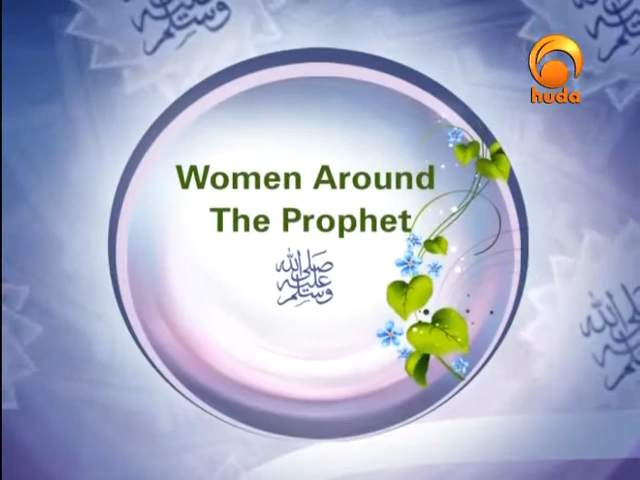 huda
Women Around
The Prophet
صلى الله
عليه
وسلم